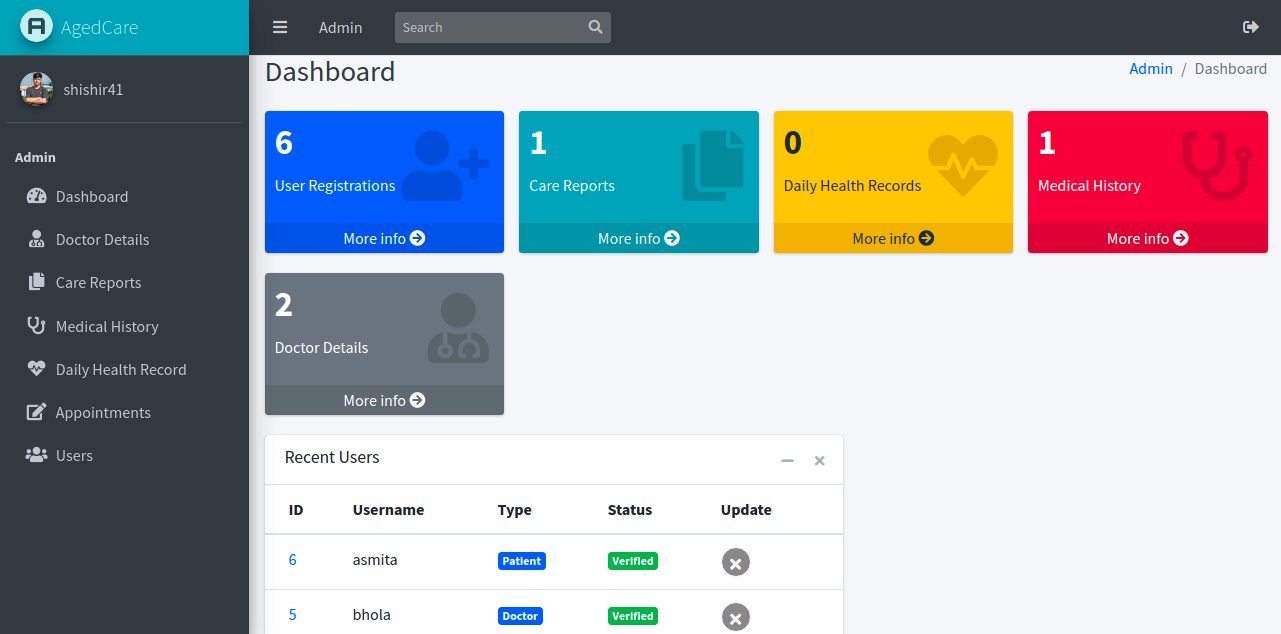 A AgedCare
Admin
Search
shishir41
Admin
Dashboard
Doctor Details
Care Reports
Medical History
Daily Health Record
Appointments
Users
Dashboard
Admin / Dashboard
6
User Registrations
More info
1
Care Reports
More info
0
Daily Health Records
More info
1
Medical History
More info
2
Doctor Details
More info
Recent Users
ID Username Type Status Update
6 asmita Patient Verified
5 bhola Doctor Verified